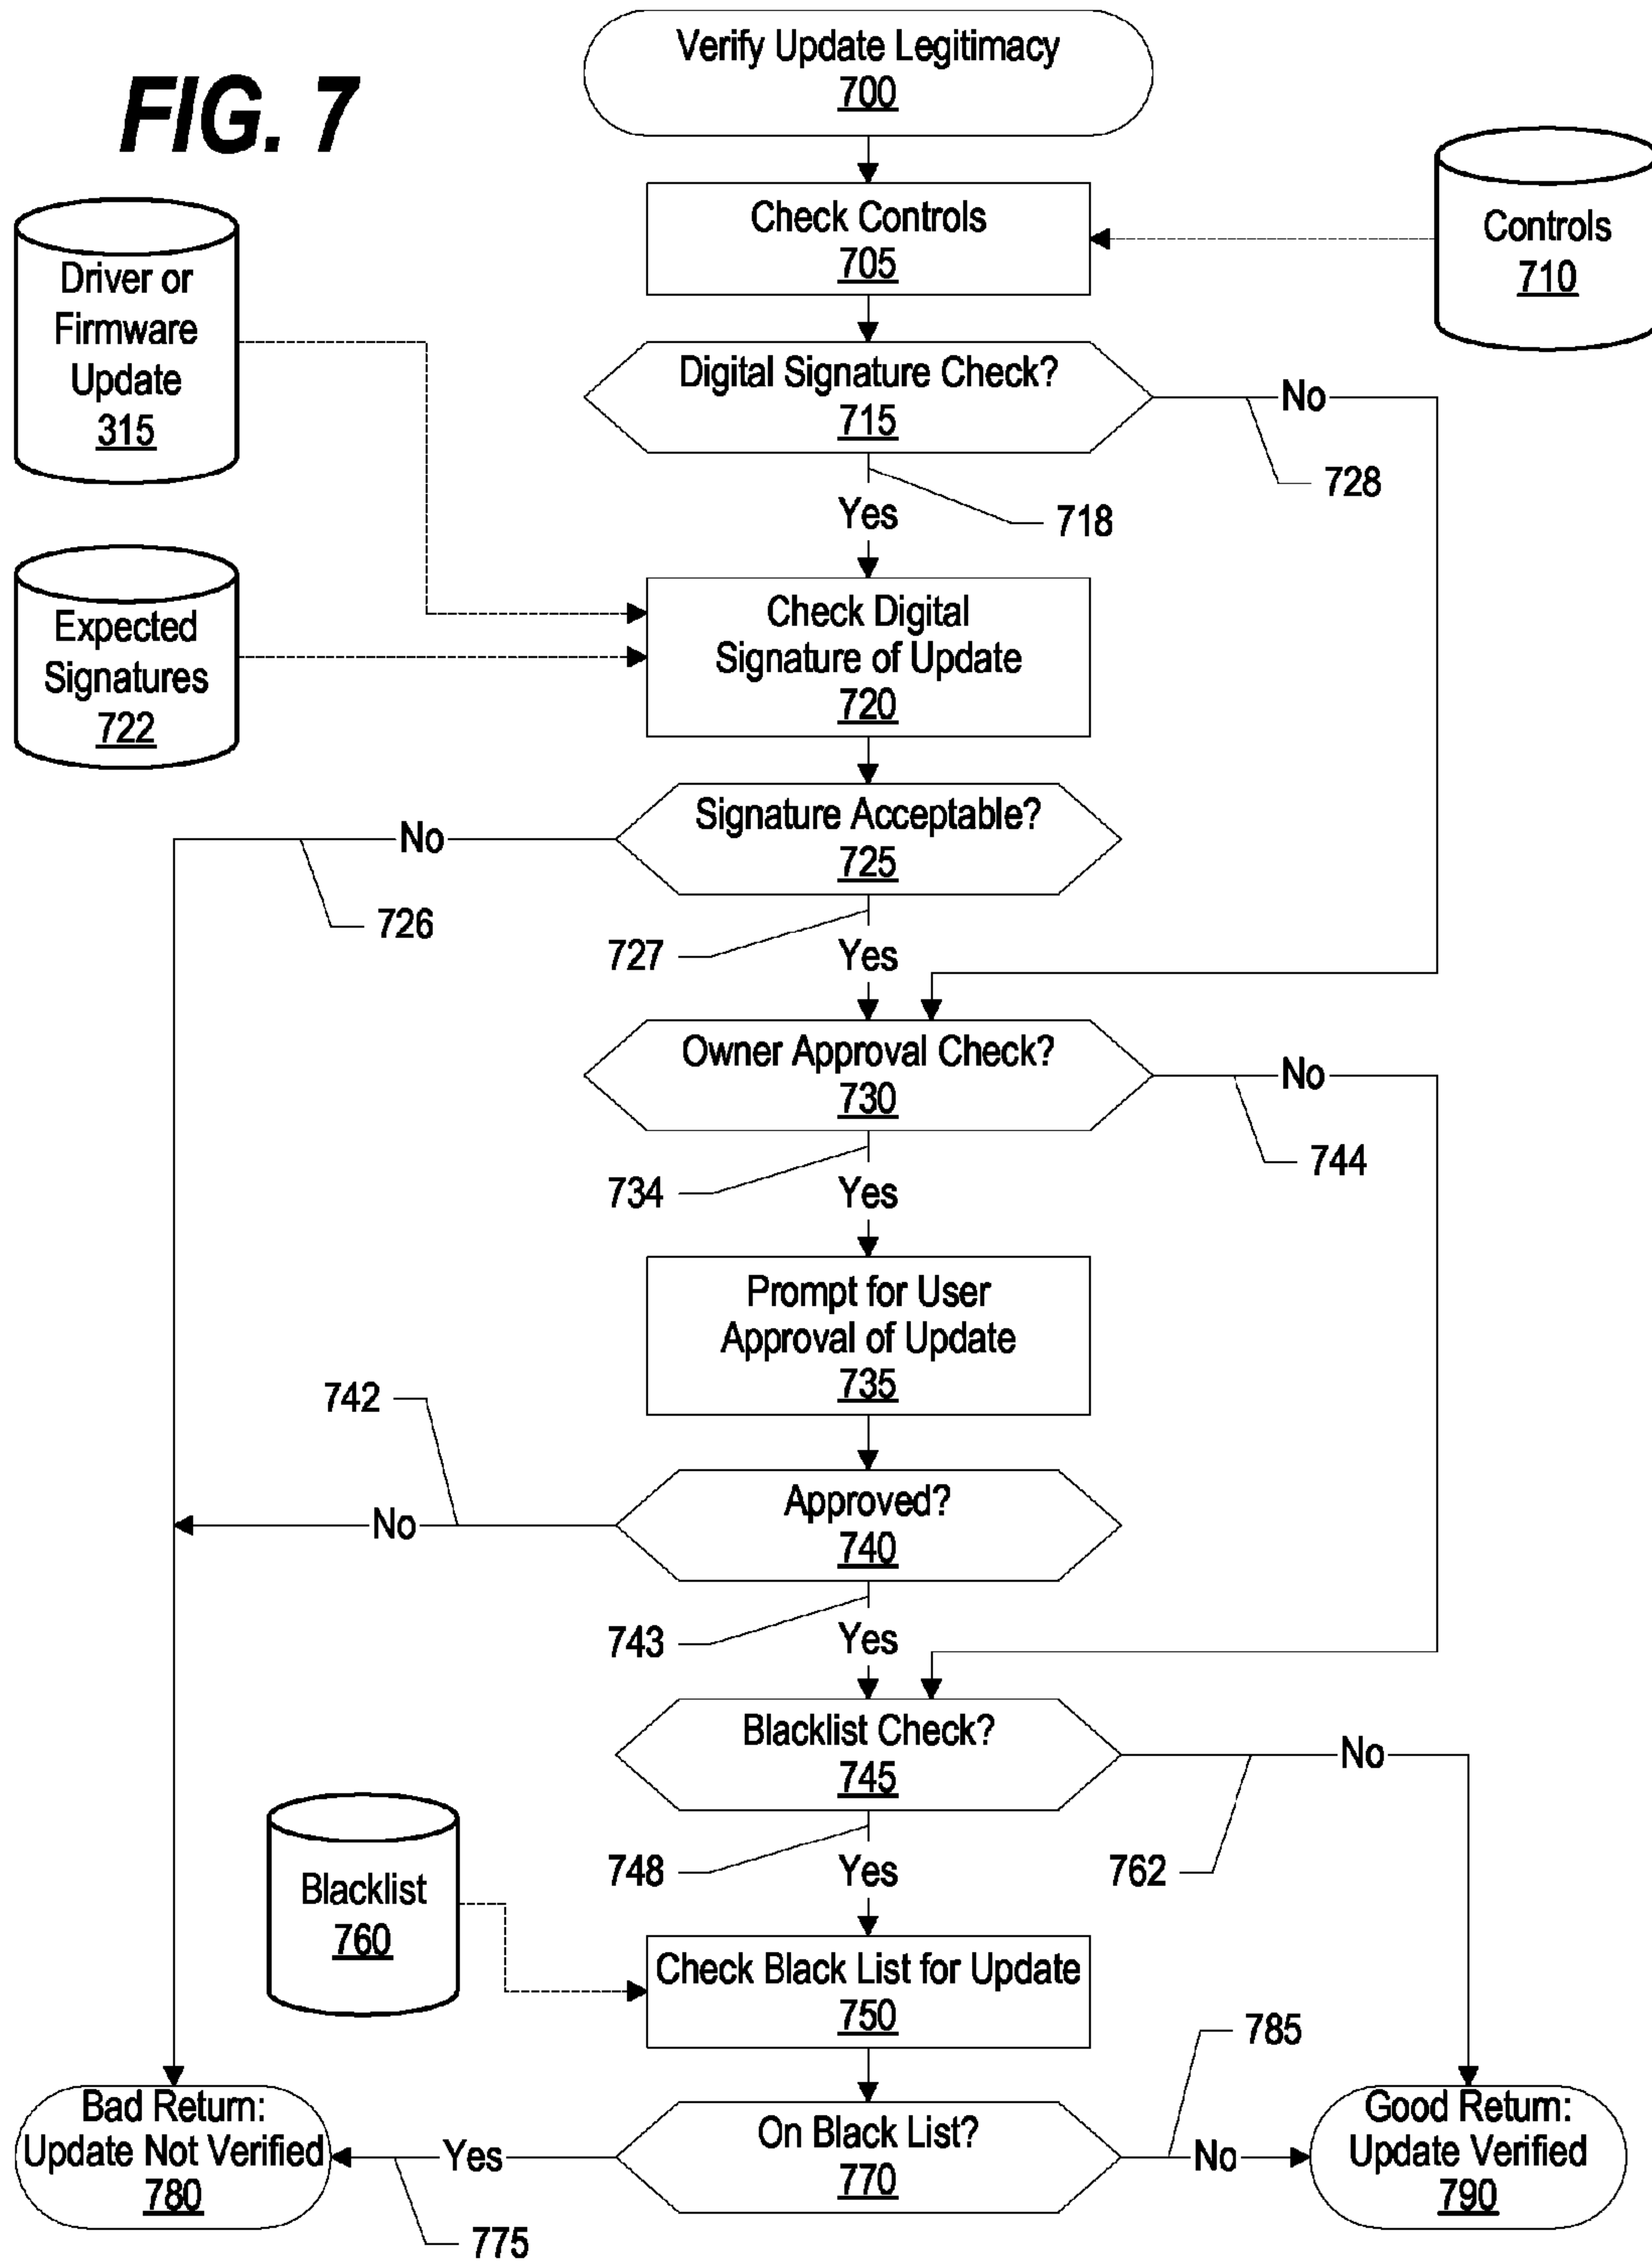 FIG. 7
Verify Update Legitimacy
700
Check Controls
705
Controls
710
Driver or
Firmware
Update
315
Digital Signature Check?
715
No
728
Yes
718
Expected
Signatures
722
Check Digital
Signature of Update
720
Signature Acceptable?
725
No
726
727
Yes
Owner Approval Check?
730
No
744
734
Yes
Prompt for User
Approval of Update
735
742
Approved?
740
No
743
Yes
Blacklist Check?
745
No
762
748
Yes
Blacklist
760
Check Black List for Update
750
785
On Black List?
770
Yes
775
No
Bad Return:
Update Not Verified
780
Good Return:
Update Verified
790